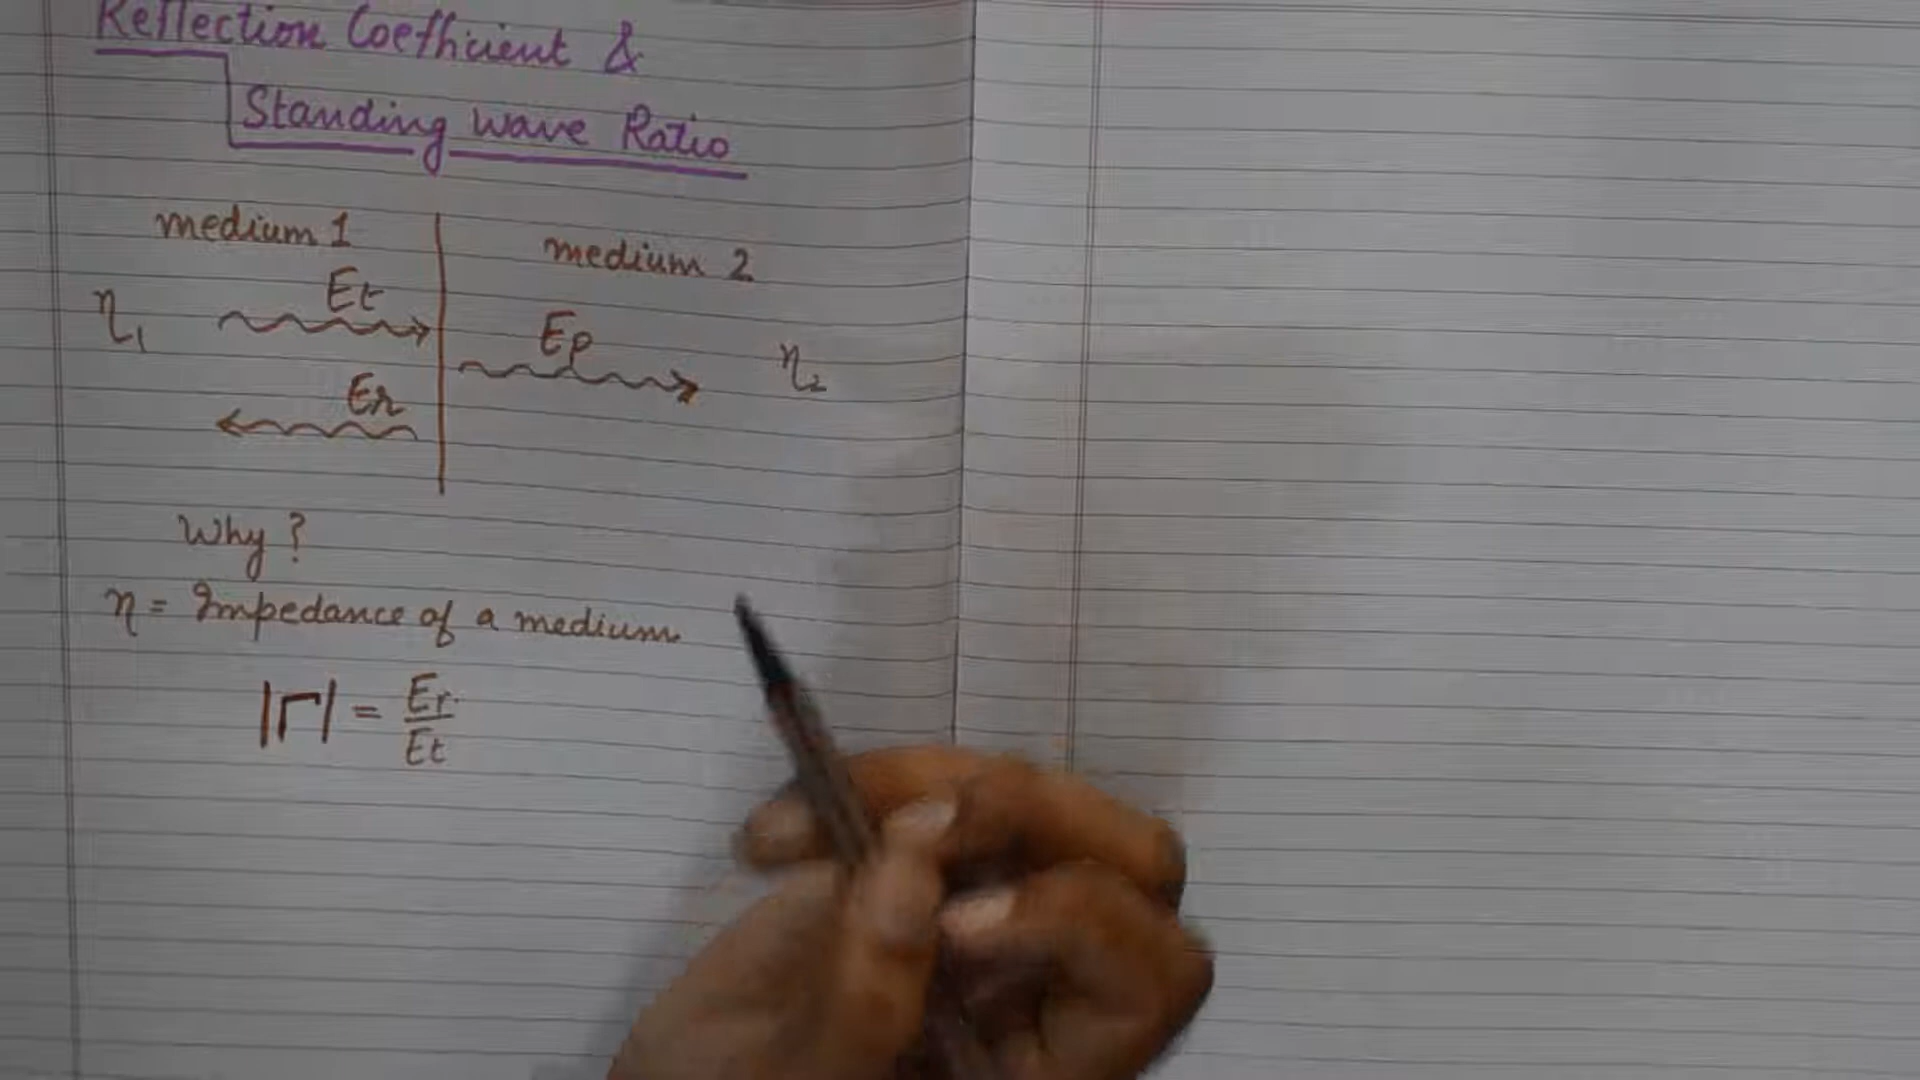 Reflection Coefficient &
Standing wave Ratio
medium 1
medium 2
Et
η1
Ep
η2
Er
Why?
η = Impedance of a medium
|Γ| = Er/Et